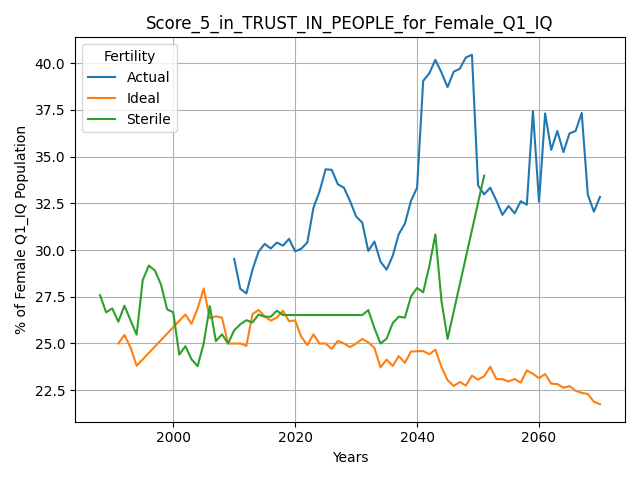 Score_5_in_TRUST_IN_PEOPLE_for_Female_Q1_IQ
Fertility
Actual
Ideal
Sterile
% of Female Q1_IQ Population
40.0
37.5
35.0
32.5
30.0
27.5
25.0
22.5
2000
2020
2040
2060
Years